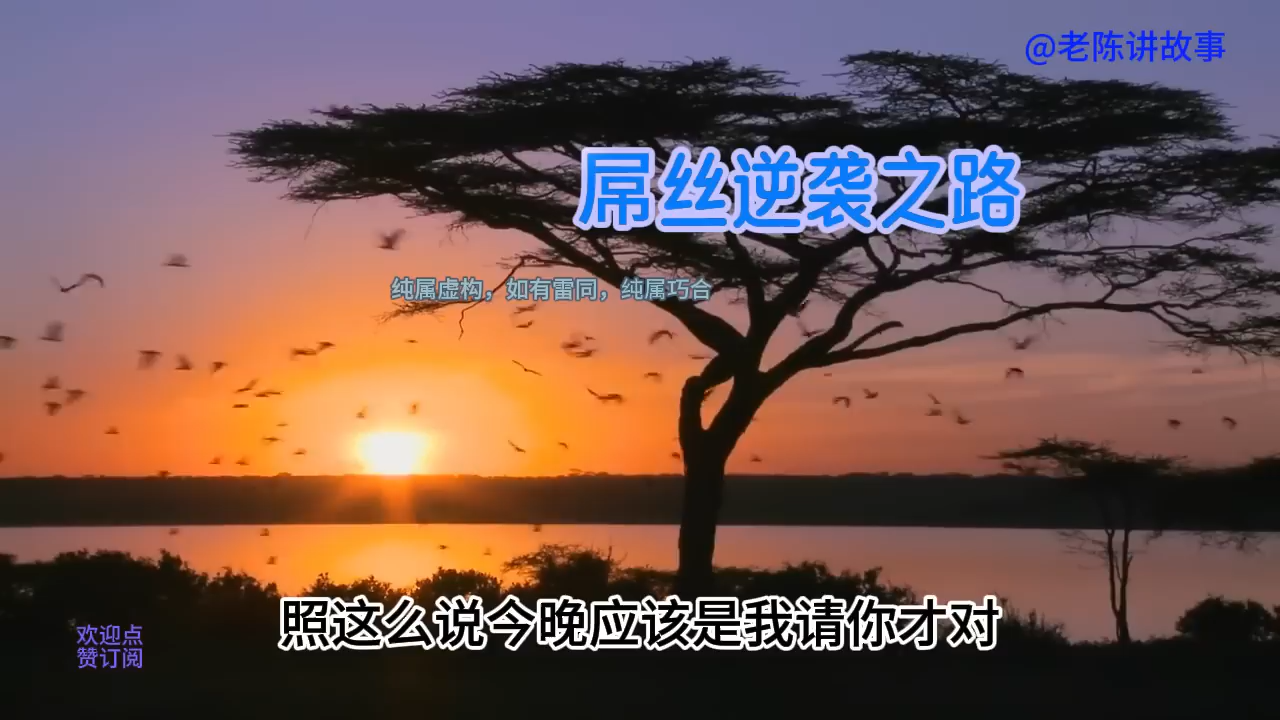 @老陈讲故事
屌丝逆袭之路
纯属虚构，如有雷同，纯属巧合
照这么说今晚应该是我请你才对
欢迎点
赞订阅